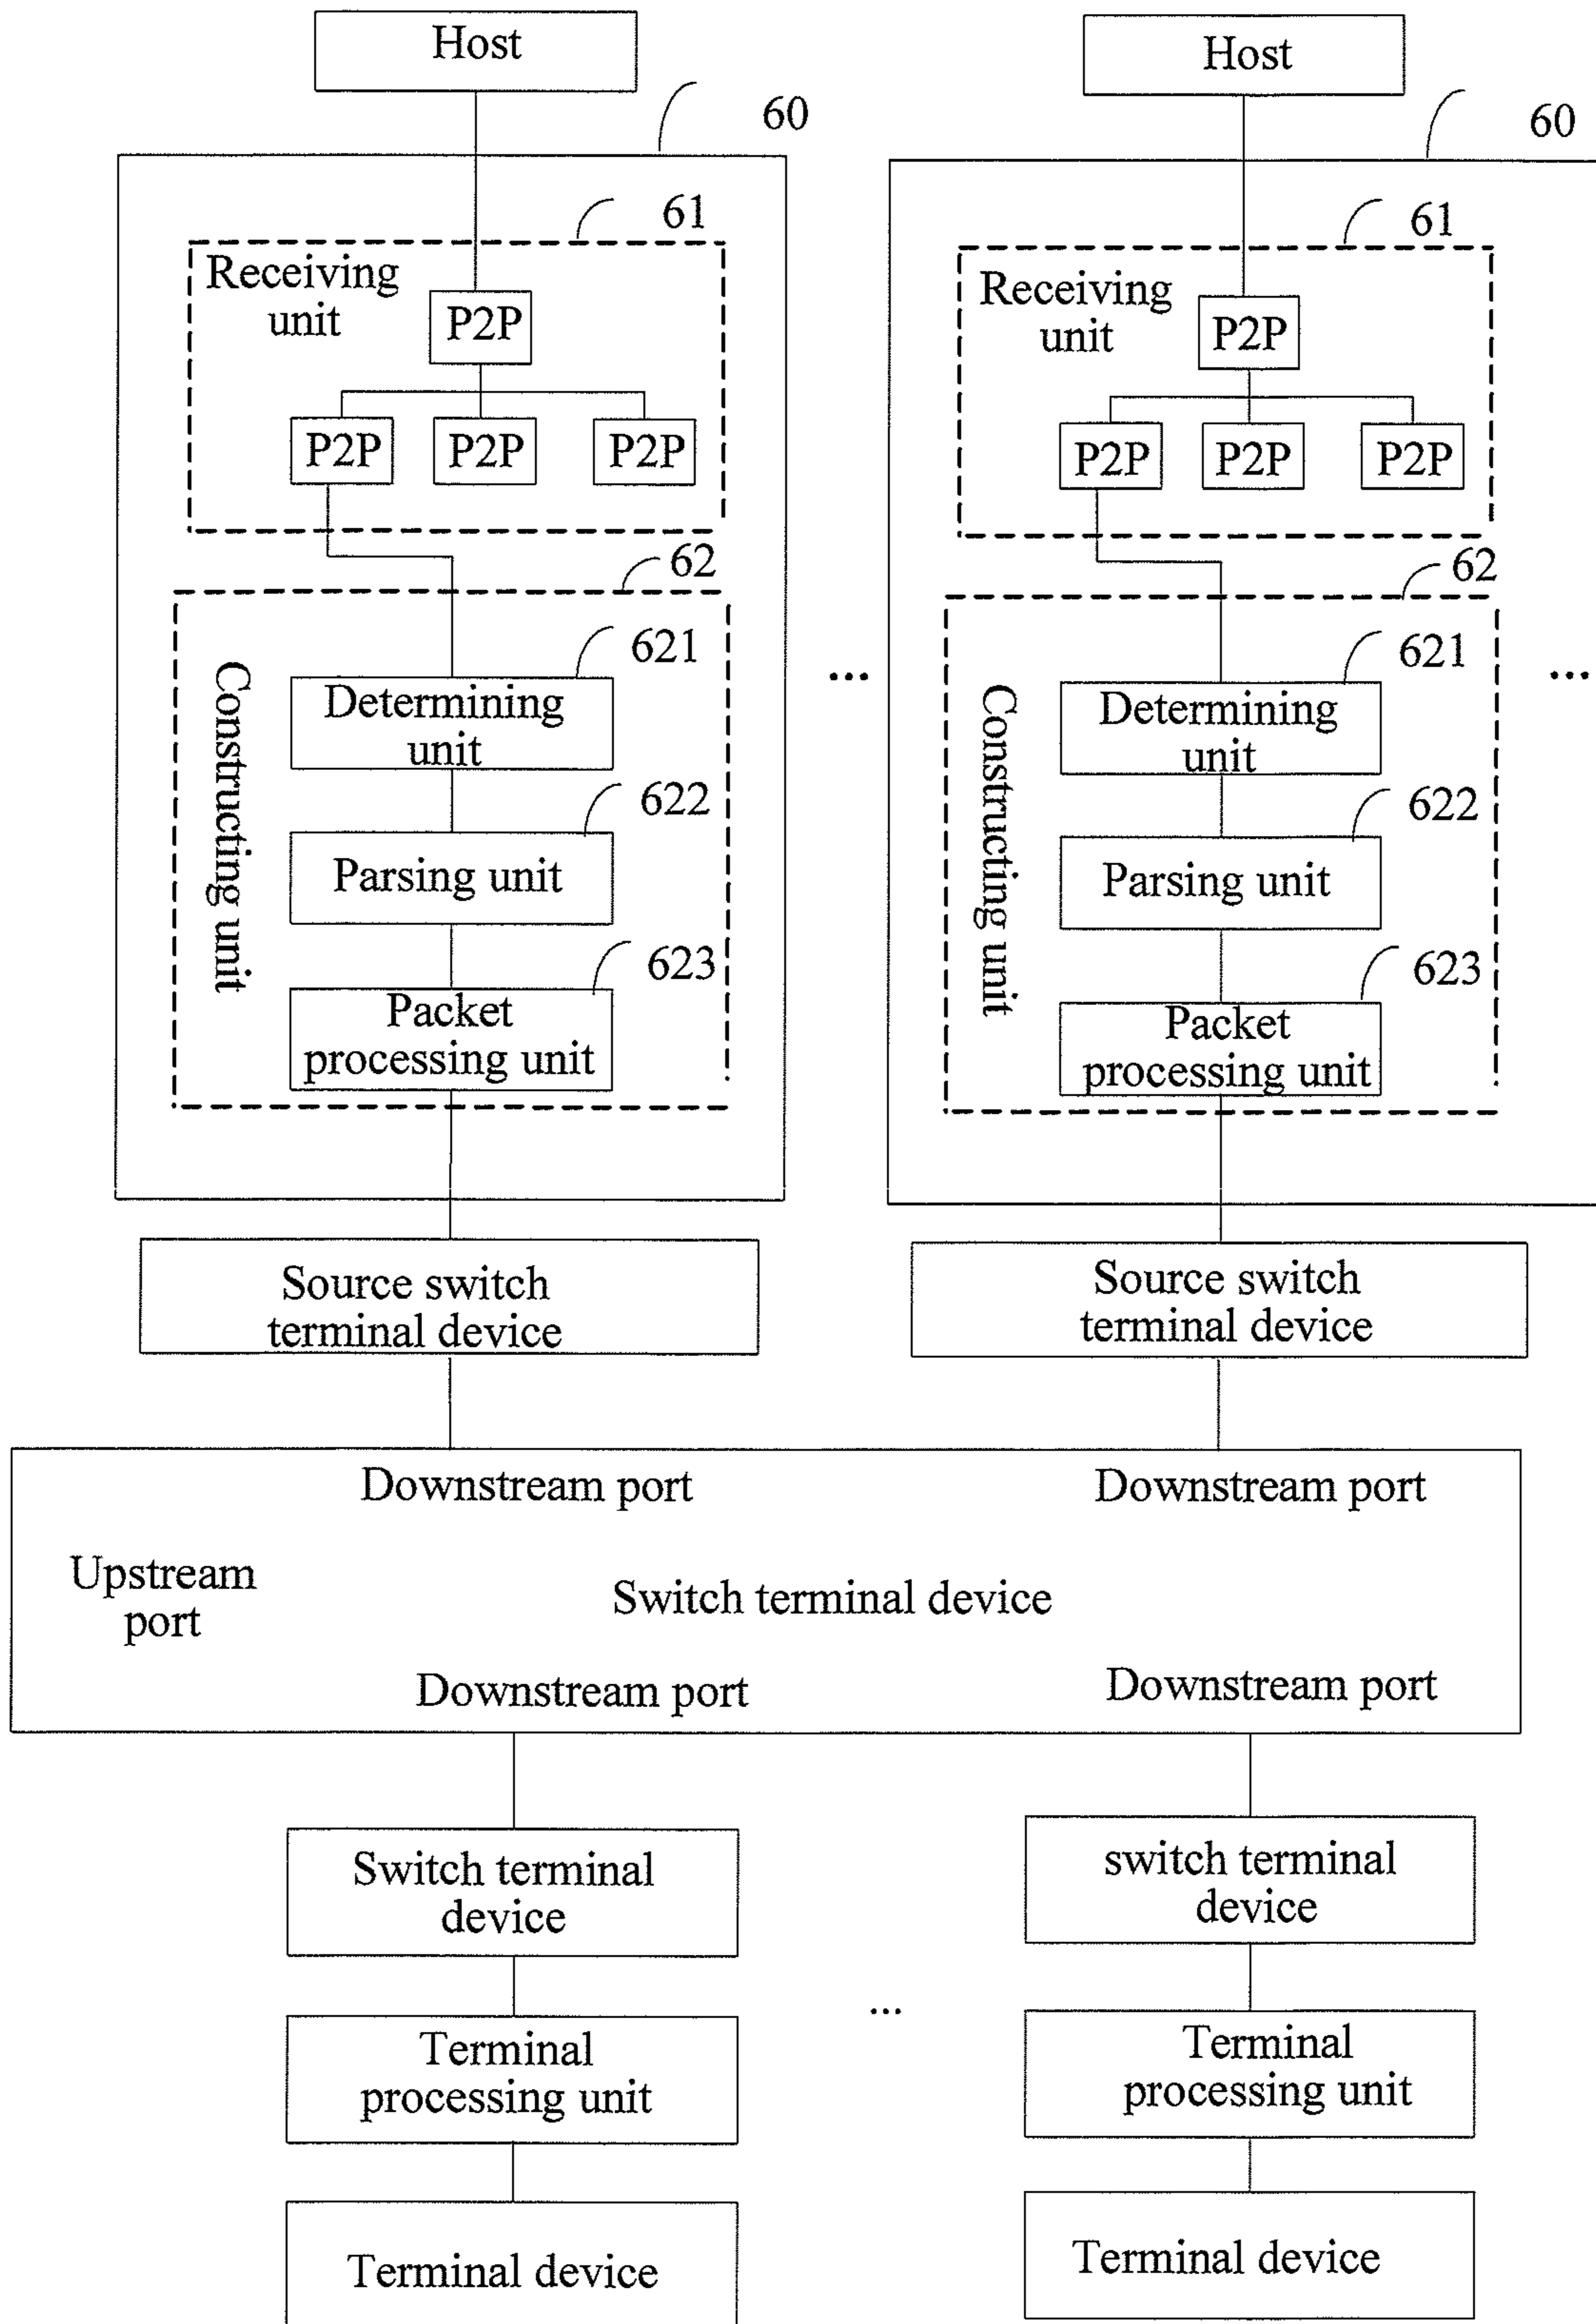 Host
60
61
Receiving
unit
P2P
P2P
P2P
P2P
62
Constructing unit
621
Determining
unit
622
Parsing unit
623
Packet
processing unit
Source switch
terminal device
...
Host
60
61
Receiving
unit
P2P
P2P
P2P
P2P
62
Constructing unit
621
Determining
unit
622
Parsing unit
623
Packet
processing unit
Source switch
terminal device
...
Downstream port
Downstream port
Upstream
port
Switch terminal device
Downstream port
Downstream port
Switch terminal
device
Terminal
processing unit
Terminal device
...
switch terminal
device
Terminal
processing unit
Terminal device